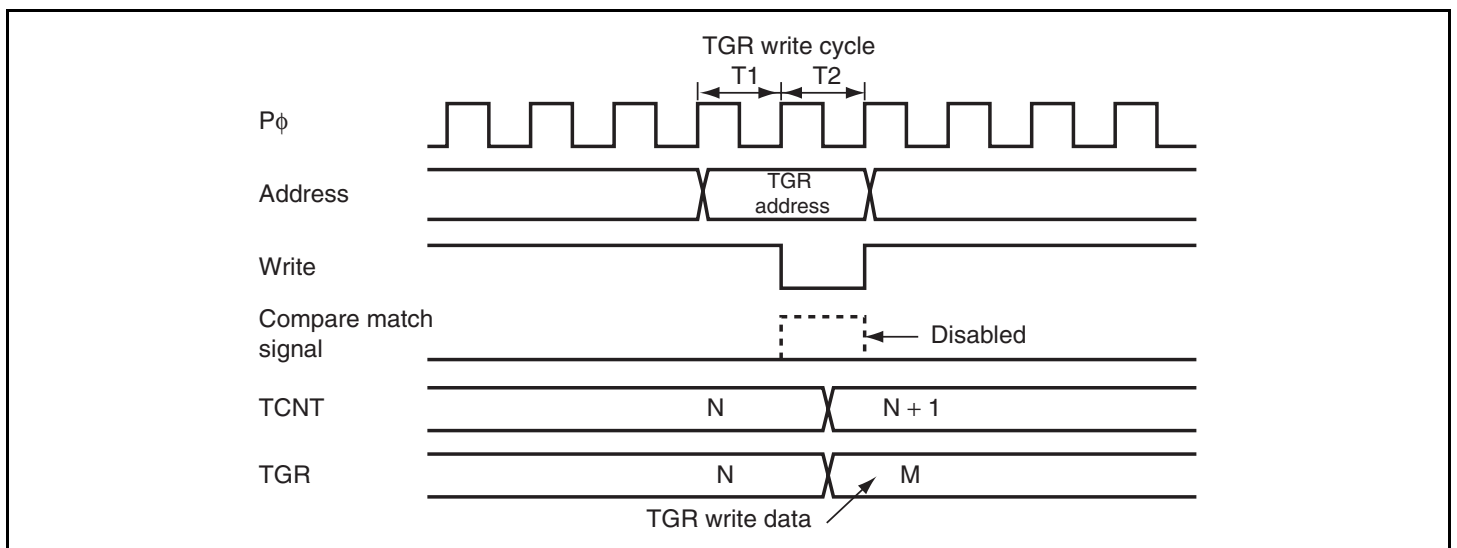 TGR write cycle
T1 T2
Pϕ
Address
TGR
address
Write
Compare match
signal
Disabled
TCNT
N
N + 1
TGR
N
M
TGR write data